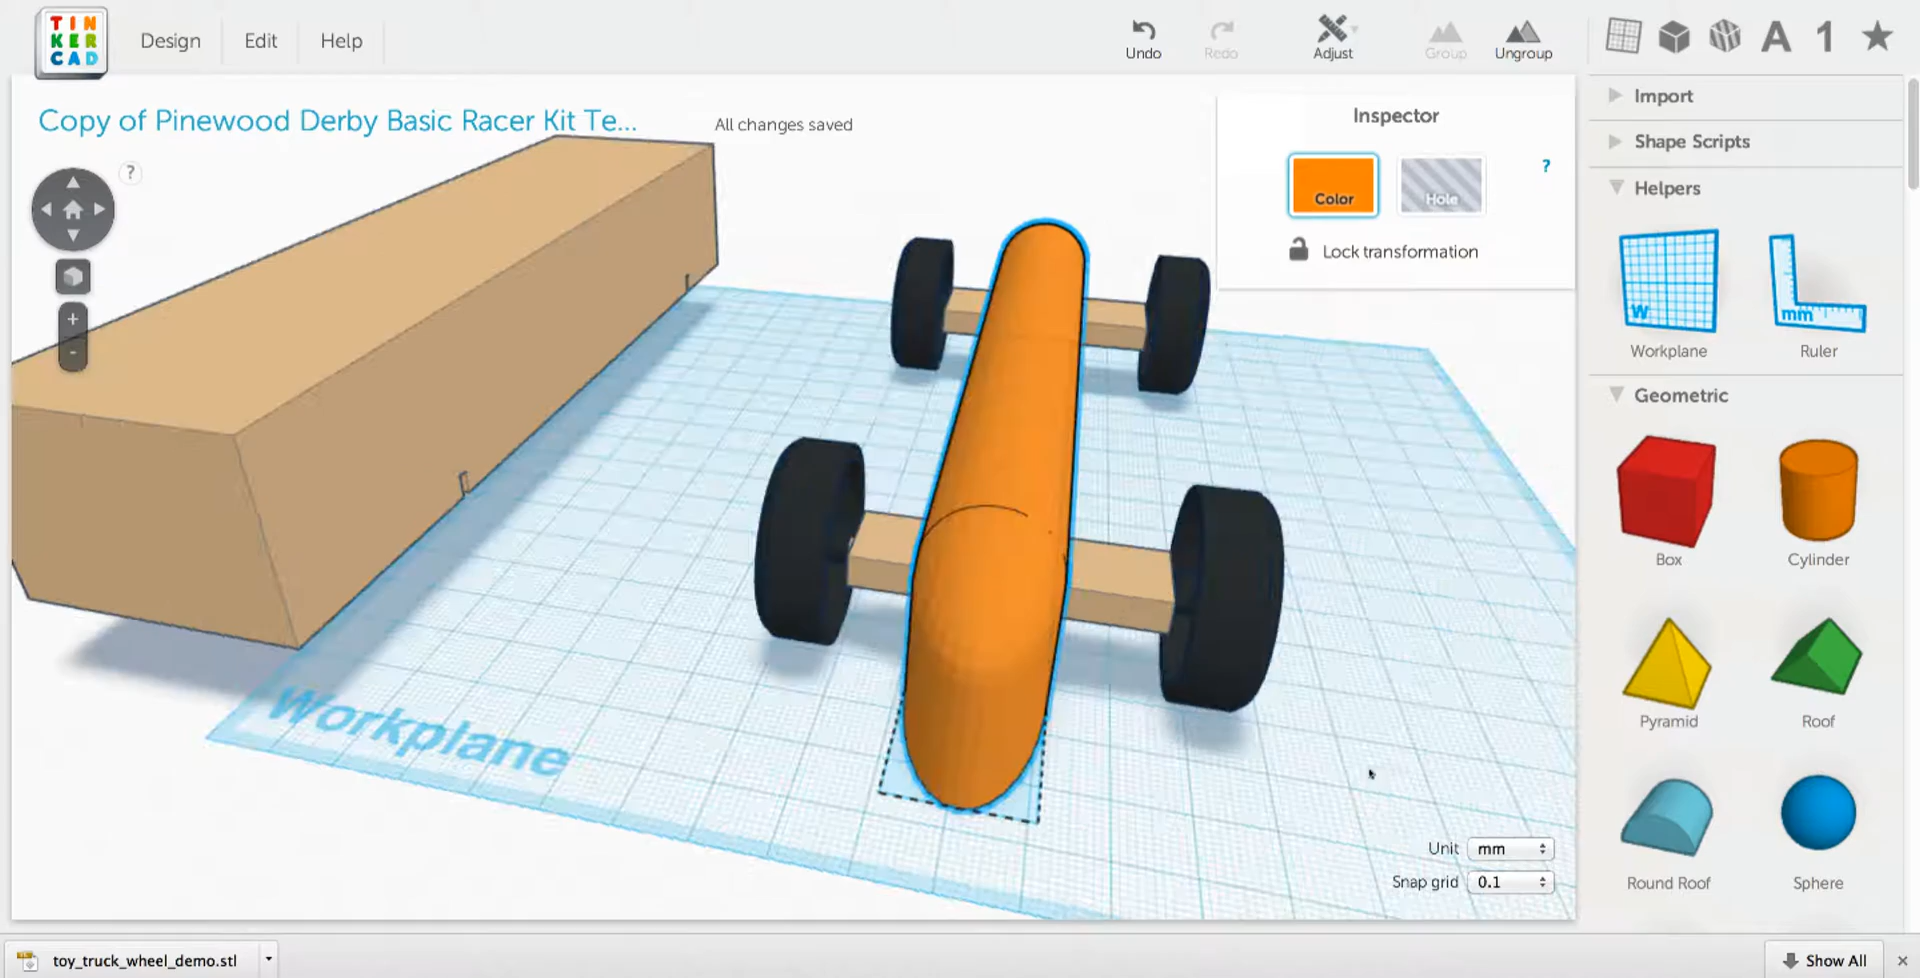 TIN
KER
CAD
Design
Edit
Help
Undo
Redo
Adjust
Group
Ungroup
A
1
Copy of Pinewood Derby Basic Racer Kit Te...
All changes saved
?
+
-
Inspector
Color
Hole
?
Lock transformation
Workplane
Unit
mm
Snap grid
0.1
Import
Shape Scripts
Helpers
W
mm
Workplane
Ruler
Geometric
Box
Cylinder
Pyramid
Roof
Round Roof
Sphere
toy_truck_wheel_demo.stl
Show All